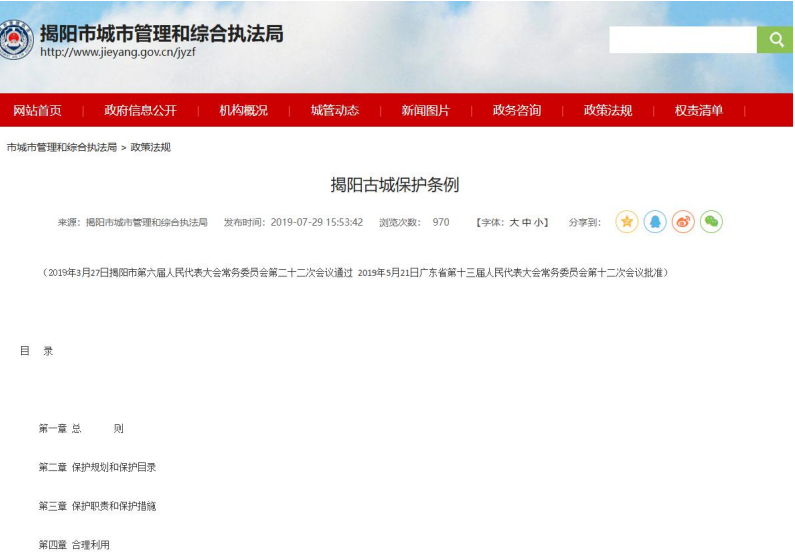 揭阳市城市管理和综合执法局
http://www.jieyang.gov.cn/jyzf
网站首页 | 政府信息公开 | 机构概况 | 城管动态 | 新闻图片 | 政务咨询 | 政策法规 | 权责清单 |
市城市管理和综合执法局 > 政策法规
揭阳古城保护条例
来源：揭阳市城市管理和综合执法局 发布时间：2019-07-29 15:53:42 浏览次数： 970 【字体：大 中 小】 分享到：
（2019年3月27日揭阳市第六届人民代表大会常务委员会第二十二次会议通过 2019年5月21日广东省第十三届人民代表大会常务委员会第十二次会议批准）
目 录
第一章 总 则
第二章 保护规划和保护目录
第三章 保护职责和保护措施
第四章 合理利用